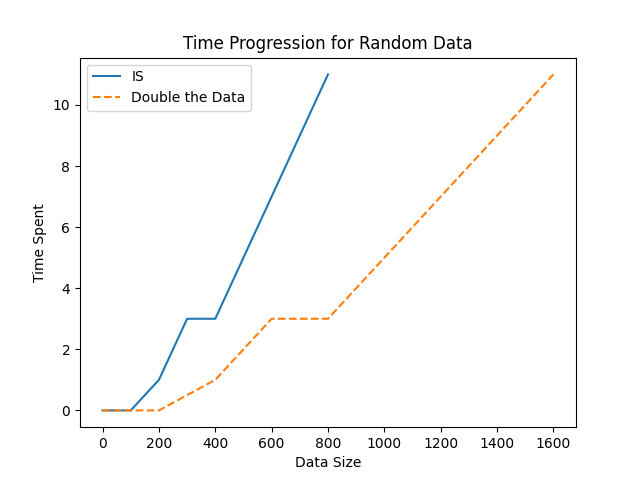 Time Progression for Random Data
IS
Double the Data
Time Spent
10
8
6
4
2
0
0 200 400 600 800 1000 1200 1400 1600
Data Size